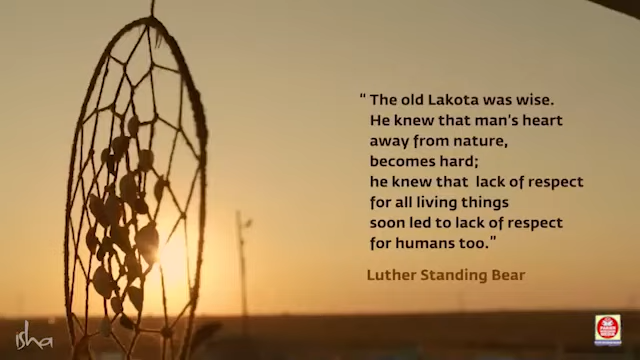 " The old Lakota was wise.
He knew that man's heart
away from nature,
becomes hard;
he knew that lack of respect
for all living things
soon led to lack of respect
for humans too."
Luther Standing Bear
isha